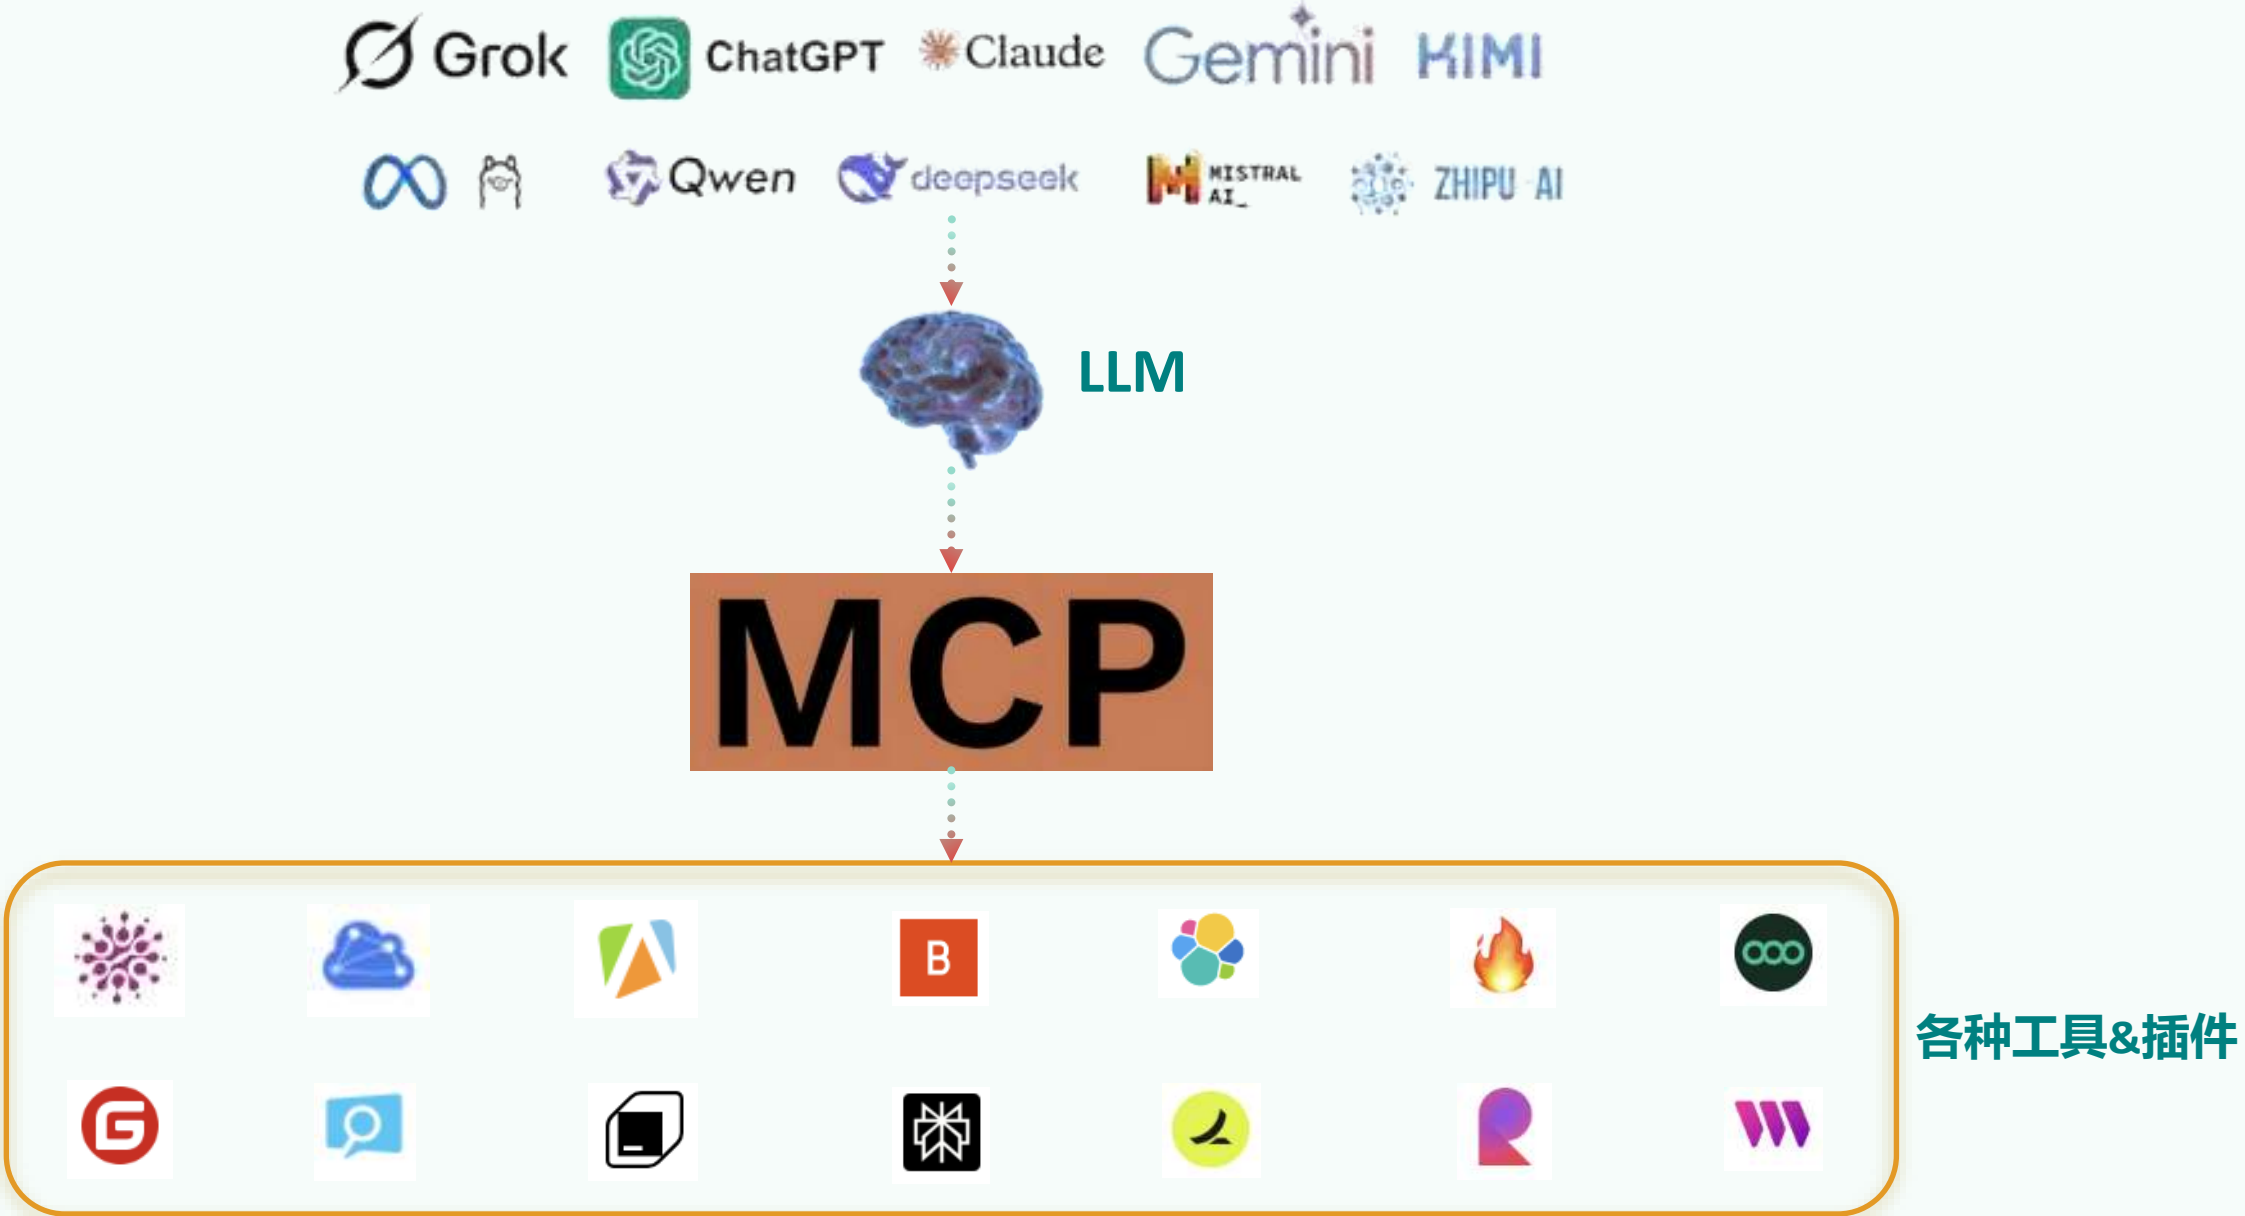 Grok ChatGPT Claude Gemini KIMI
Qwen deepseek MISTRAL AI_ ZHIPU AI
LLM
MCP
B
各种工具&插件
G